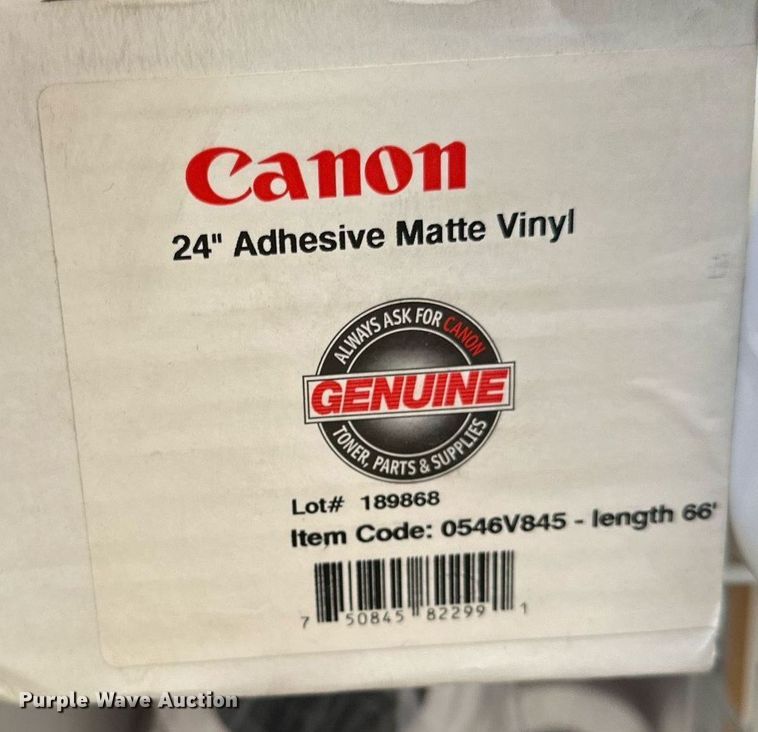 Canon
24" Adhesive Matte Vinyl
ALWAYS ASK FOR CANON
GENUINE
TONER, PARTS & SUPPLIES
Lot# 189868
Item Code: 0546V845 - length 66'
7 50845 82299 1
Purple Wave Auction